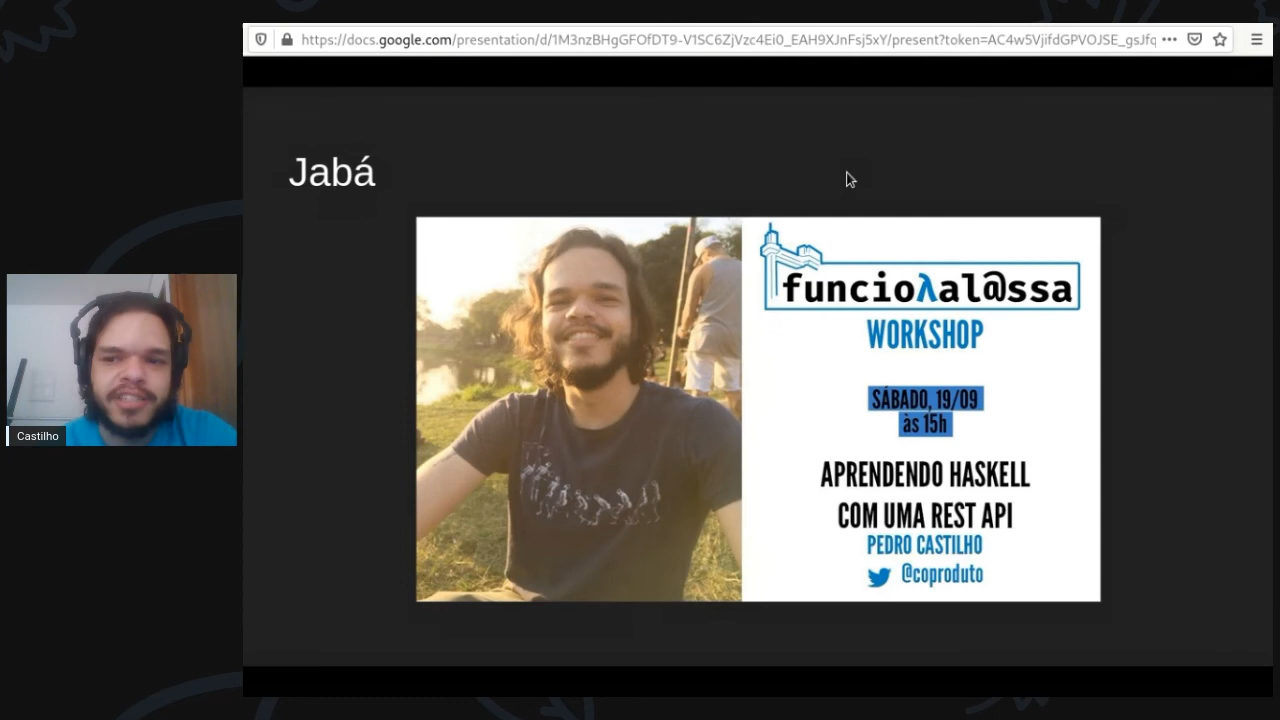 https://docs.google.com/presentation/d/1M3nzBHgGFOfDT9-V1SC6ZjVzc4Ei0_EAH9XJnFsj5xY/present?token=AC4w5VjifdGPVOJSE_gsJfq
Jabá
funcioλal@ssa
WORKSHOP
SÁBADO, 19/09
às 15h
APRENDENDO HASKELL
COM UMA REST API
PEDRO CASTILHO
@coproduto
Castilho